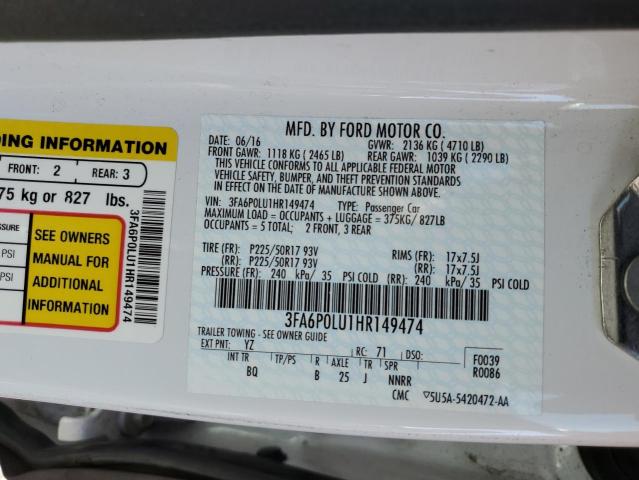 DING INFORMATION
FRONT: 2 REAR: 3
75 kg or 827 lbs.
SSURE
PSI
PSI
SEE OWNERS
MANUAL FOR
ADDITIONAL
INFORMATION
3FA6P0LU1HR149474
MFD. BY FORD MOTOR CO.
DATE: 06/16 GVWR: 2136 KG ( 4710 LB)
FRONT GAWR: 1118 KG ( 2465 LB) REAR GAWR: 1039 KG ( 2290 LB)
THIS VEHICLE CONFORMS TO ALL APPLICABLE FEDERAL MOTOR
VEHICLE SAFETY, BUMPER, AND THEFT PREVENTION STANDARDS
IN EFFECT ON THE DATE OF MANUFACTURE SHOWN ABOVE.
VIN: 3FA6P0LU1HR149474 TYPE: Passenger Car
MAXIMUM LOAD = OCCUPANTS + LUGGAGE = 375KG/ 827LB
OCCUPANTS = 5 TOTAL: 2 FRONT, 3 REAR
TIRE (FR): P225/50R17 93V RIMS (FR): 17x7.5J
(RR): P225/50R17 93V (RR): 17x7.5J
PRESSURE (FR): 240 kPa/ 35 PSI COLD (RR): 240 kPa/ 35 PSI COLD
3FA6P0LU1HR149474
TRAILER TOWING - SEE OWNER GUIDE
EXT PNT: YZ RC: 71 DSO: F0039
INT TR TP/PS R AXLE TR SPR R0086
BQ B 25 J NNRR
CMC 5U5A-5420472-AA